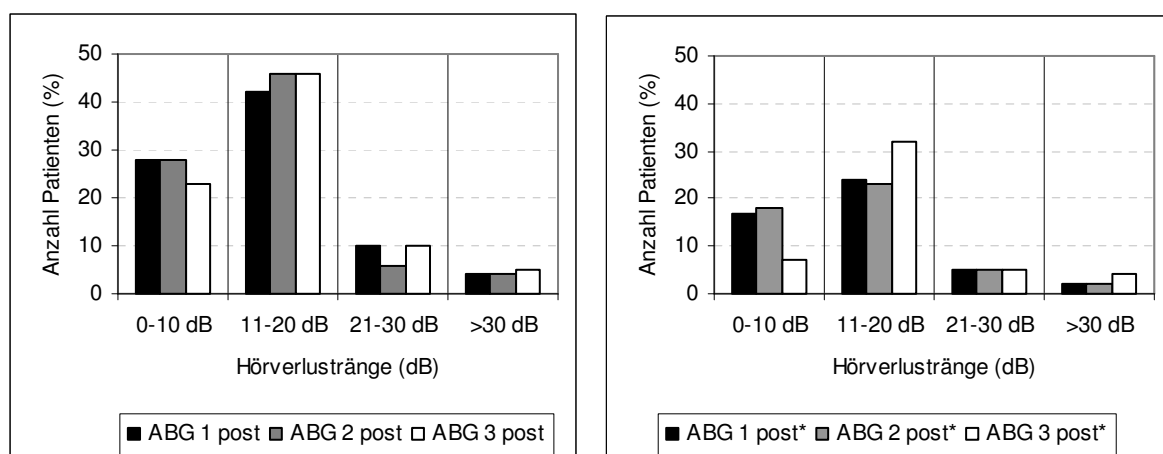 Anzahl Patienten (%)
50
40
30
20
10
0
0-10 dB 11-20 dB 21-30 dB >30 dB
Hörverlustränge (dB)
ABG 1 post ABG 2 post ABG 3 post
Anzahl Patienten (%)
50
40
30
20
10
0
0-10 dB 11-20 dB 21-30 dB >30 dB
Hörverlustränge (dB)
ABG 1 post* ABG 2 post* ABG 3 post*